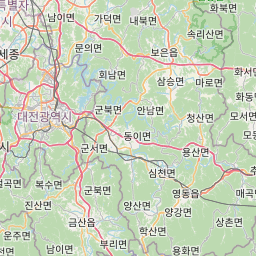 특별자
화북면
가덕면
내북면
남이면
속리산면
세종
문의면
보은읍
회남면
화서면
삼승면
마로면
화동면
군북면
안남면
대전광역시
청산면
모서면
동이면
군서면
용산면
심천면
추
복수면
영동읍
매곡면
군북면
진산면
양산면
양강면
금산읍
상촌면
학산면
운주면
남이면
부리면
용화면